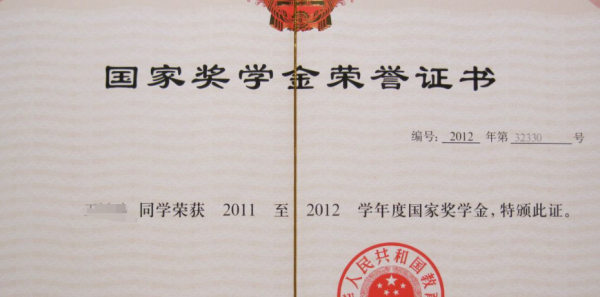 国家奖学金荣誉证书
编号: 2012 年第 32330 号
同学荣获 2011 至 2012 学年度国家奖学金,特颁此证。
人民共和国教